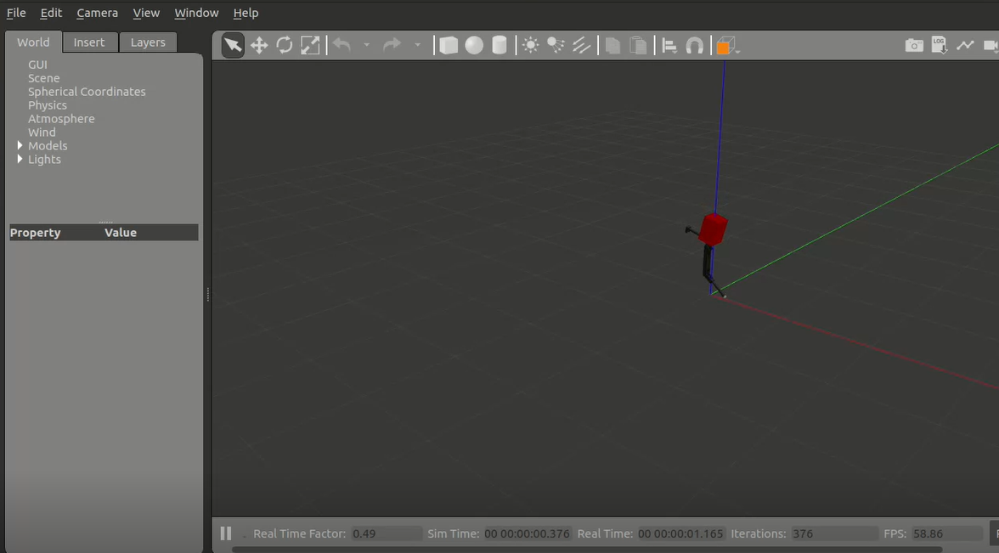 File Edit Camera View Window Help
World Insert Layers
LOG
GUI
Scene
Spherical Coordinates
Physics
Atmosphere
Wind
Models
Lights
Property Value
Real Time Factor: 0.49 Sim Time: 00 00:00:00.376 Real Time: 00 00:00:01.165 Iterations: 376 FPS: 58.86